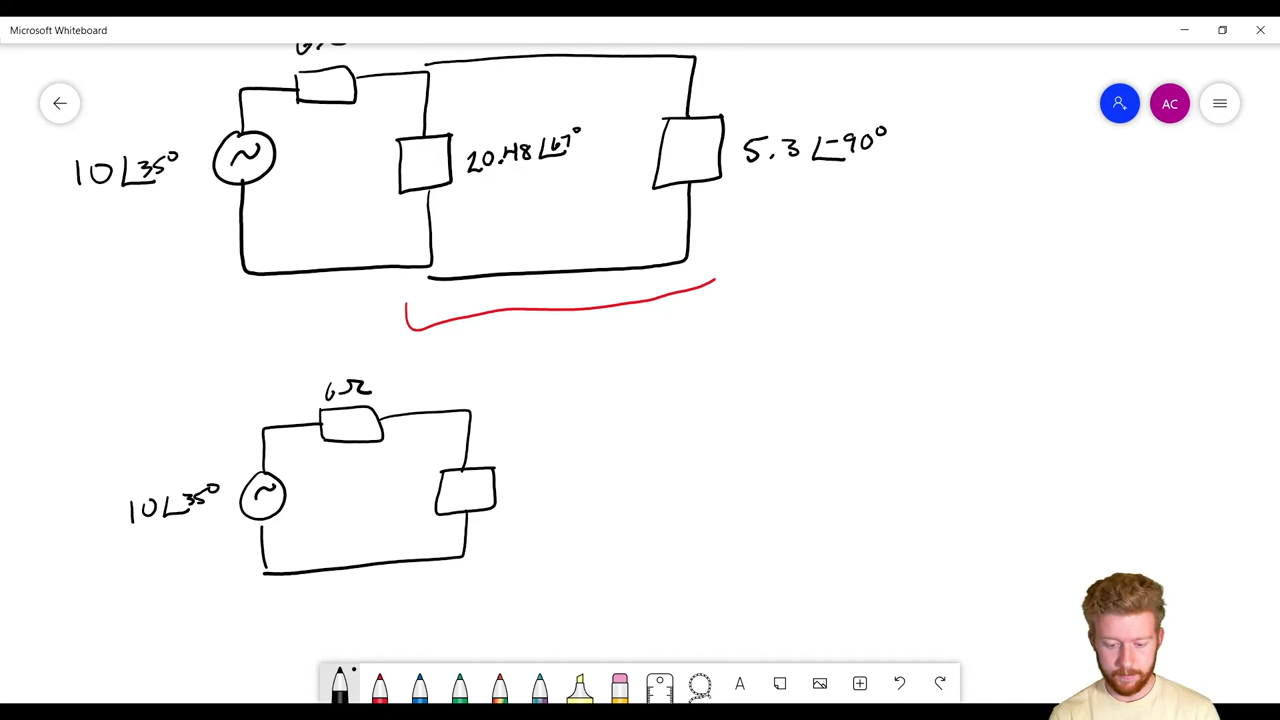 Microsoft Whiteboard
AC
10∠35°
20.48∠67°
5.3∠-90°
6Ω
10∠35°
A